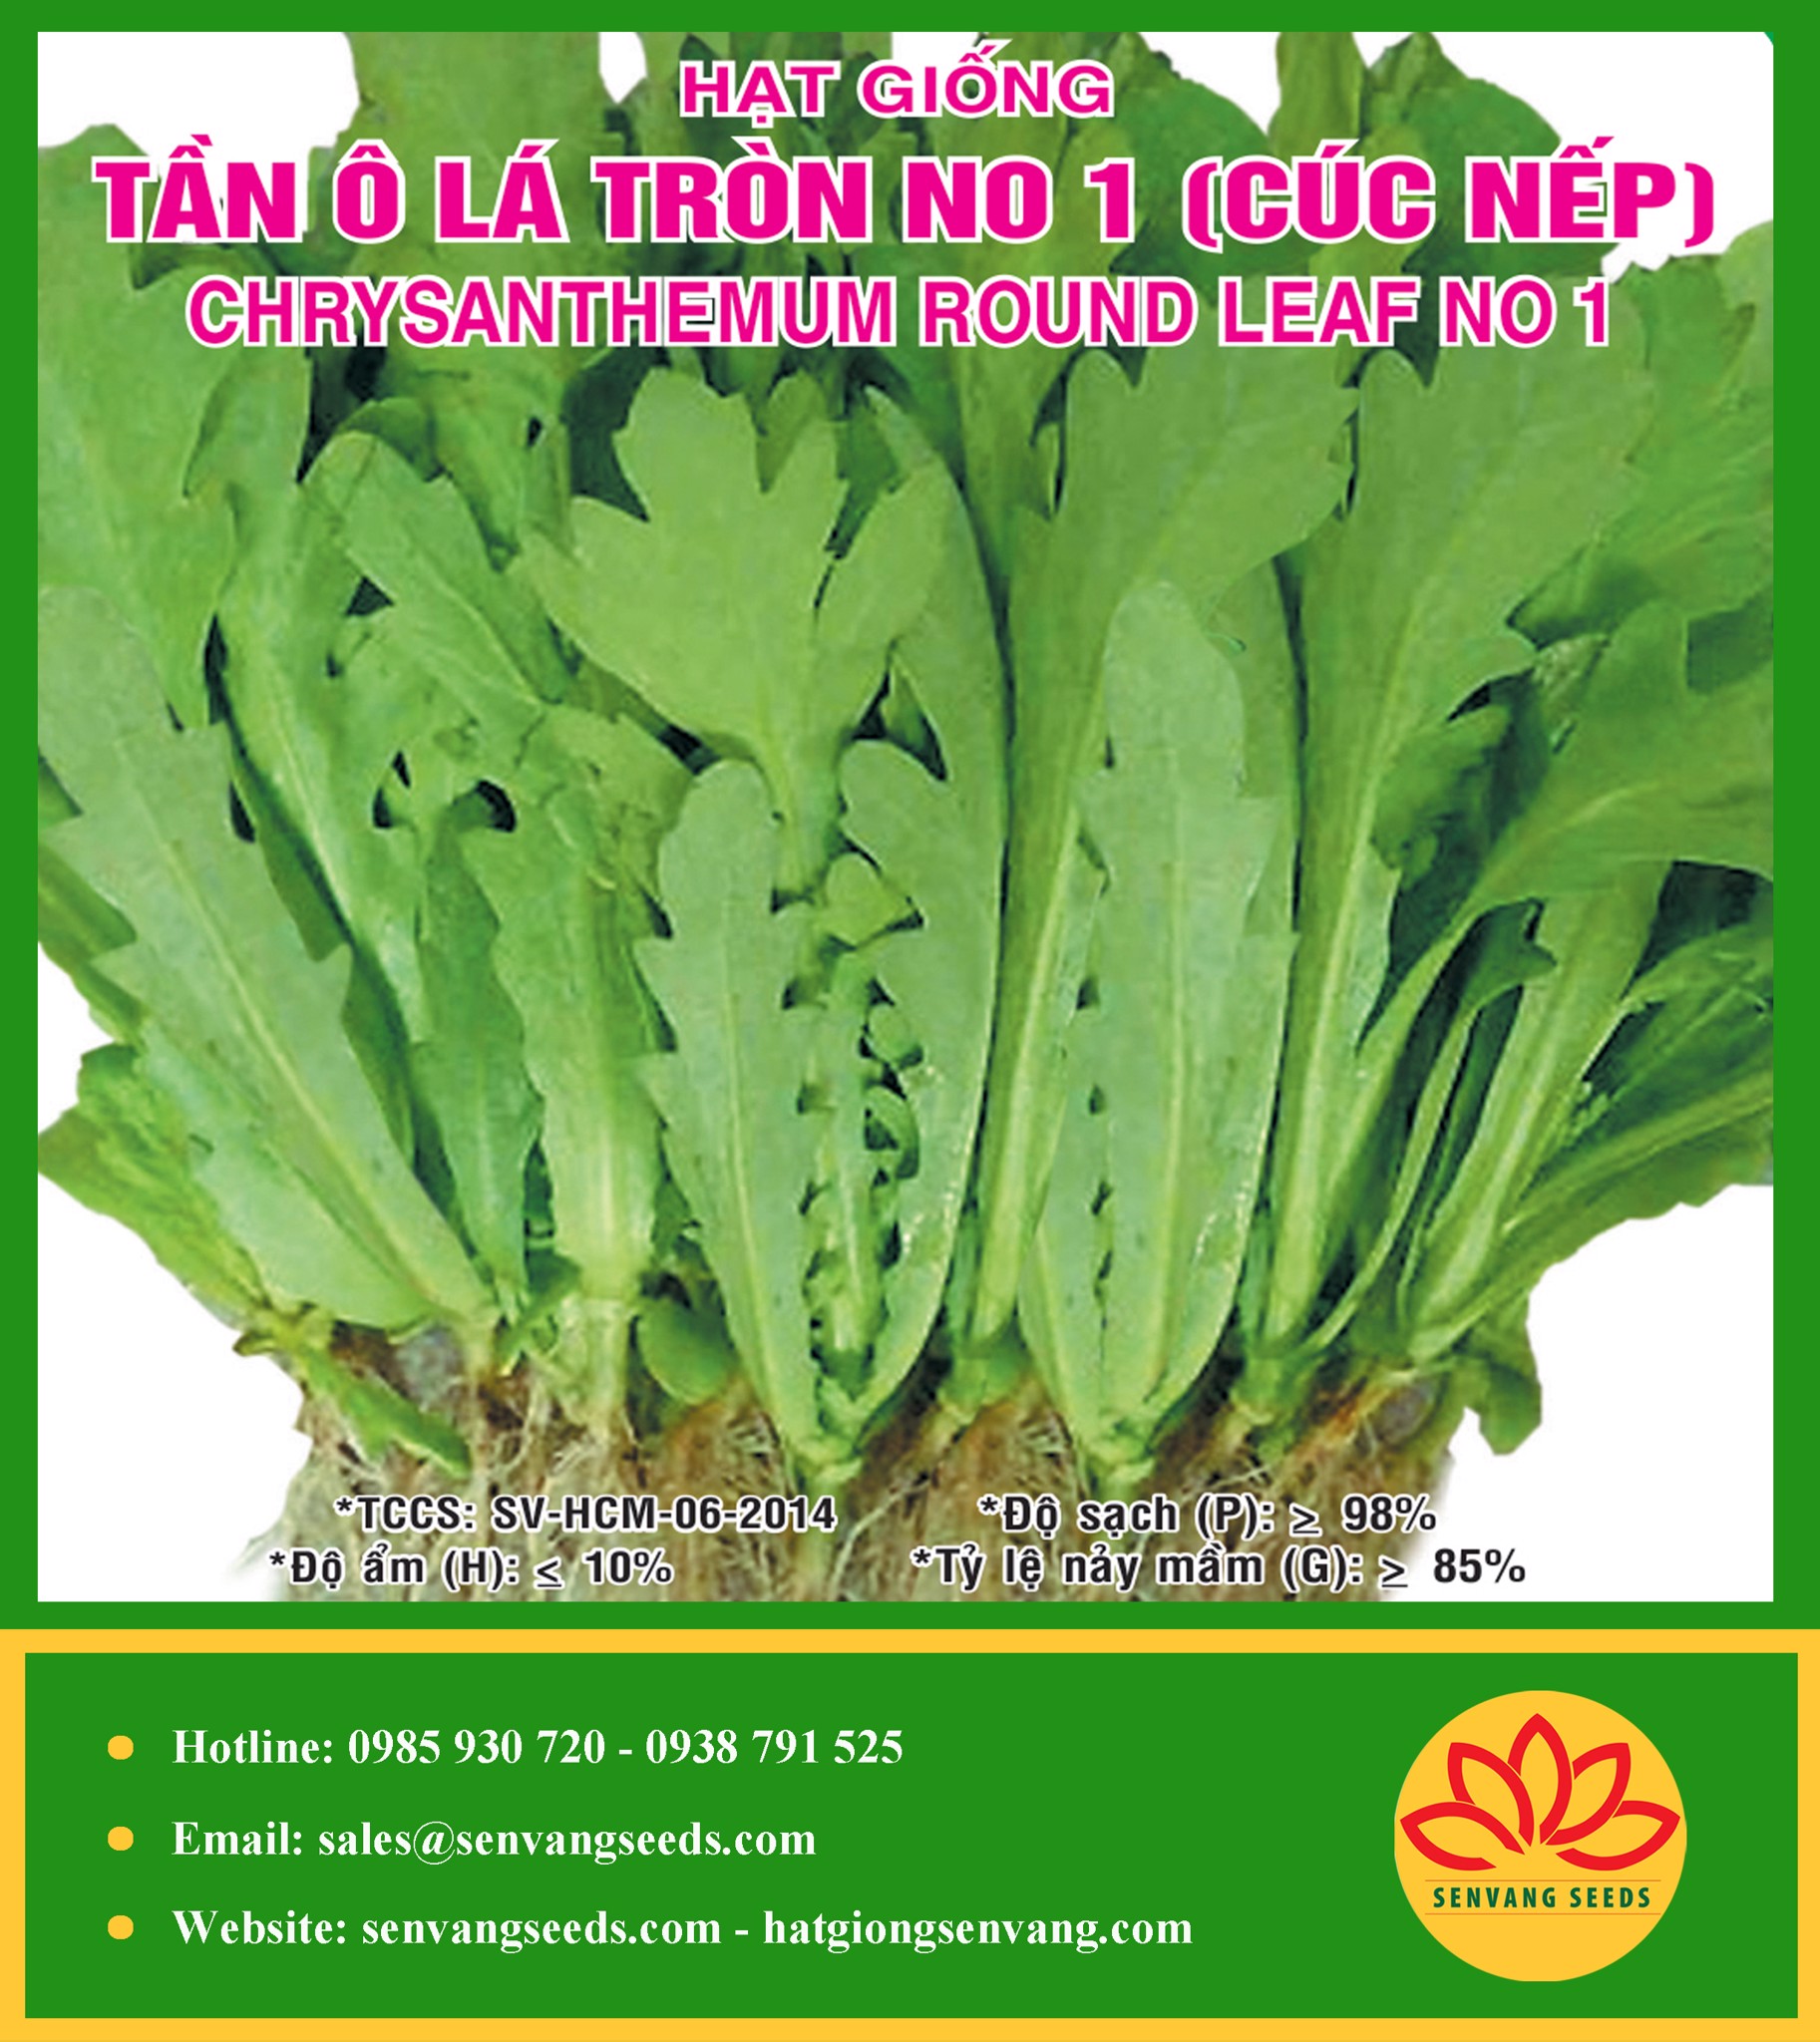 HẠT GIỐNG
TẦN Ô LÁ TRÒN NO 1 (CÚC NẾP)
CHRYSANTHEMUM ROUND LEAF NO 1
*TCCS: SV-HCM-06-2014
*Độ sạch (P): ≥ 98%
*Độ ẩm (H): ≤ 10%
*Tỷ lệ nảy mầm (G): ≥ 85%
Hotline: 0985 930 720 - 0938 791 525
Email: sales@senvangseeds.com
Website: senvangseeds.com - hatgiongsenvang.com
SENVANG SEEDS